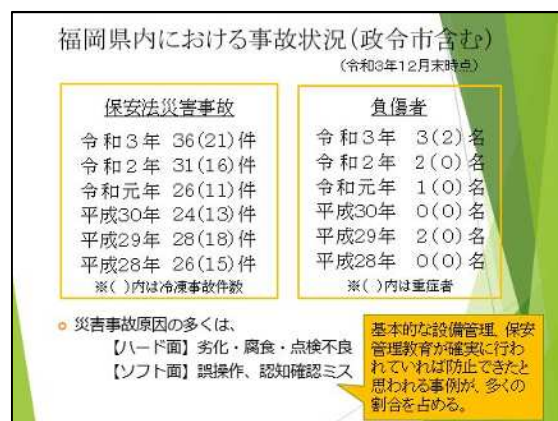 福岡県内における事故状況(政令市含む)
(令和3年12月末時点)
保安法災害事故
令和3年 36(21)件
令和2年 31(16)件
令和元年 26(11)件
平成30年 24(13)件
平成29年 28(18)件
平成28年 26(15)件
※( )内は冷凍事故件数
負傷者
令和3年 3(2)名
令和2年 2(0)名
令和元年 1(0)名
平成30年 0(0)名
平成29年 2(0)名
平成28年 0(0)名
※( )内は重症者
災害事故原因の多くは、
【ハード面】劣化・腐食・点検不良
【ソフト面】誤操作、認知確認ミス
基本的な設備管理、保安
管理教育が確実に行わ
れていれば防止できたと
思われる事例が、多くの
割合を占める。